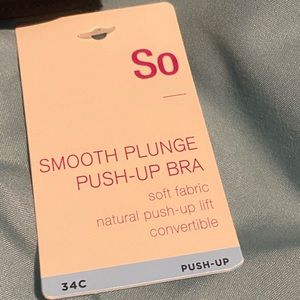 So
SMOOTH PLUNGE
PUSH-UP BRA
soft fabric
natural push-up lift
convertible
34C PUSH-UP